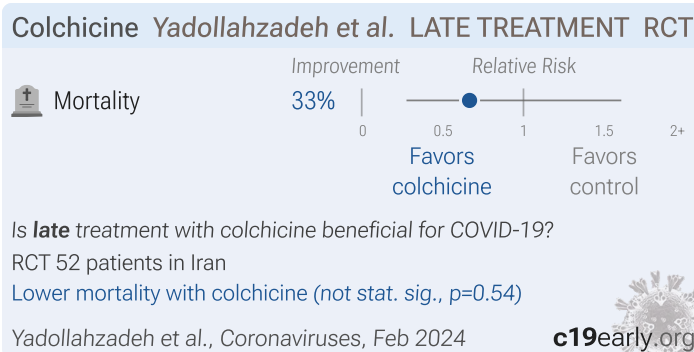 Colchicine Yadollahzadeh et al. LATE TREATMENT RCT
Improvement Relative Risk
Mortality 33%
0 0.5 1 1.5 2+
Favors colchicine
Favors control
Is late treatment with colchicine beneficial for COVID-19?
RCT 52 patients in Iran
Lower mortality with colchicine (not stat. sig., p=0.54)
Yadollahzadeh et al., Coronaviruses, Feb 2024 c19early.org